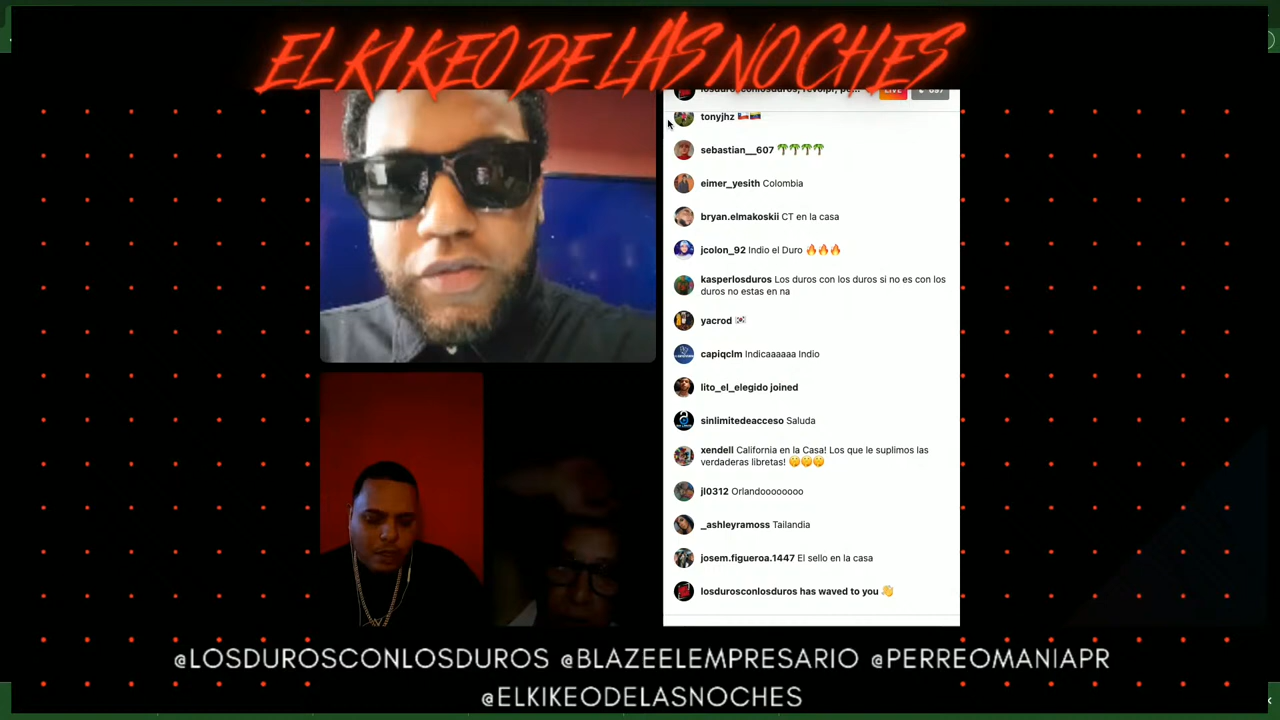 EL KIKEO DE LAS NOCHES
LIVE
tonyjhz 🇨🇱🇻🇪
sebastian__607 🌴🌴🌴🌴
eimer_yesith Colombia
bryan.elmakoskii CT en la casa
jcolon_92 Indio el Duro 🔥🔥🔥
kasperlosduros Los duros con los duros si no es con los
duros no estas en na
yacrod 🇰🇷
capiqclm Indicaaaaaa Indio
lito_el_elegido joined
sinlimitedeacceso Saluda
xendell California en la Casa! Los que le suplimos las
verdaderas libretas! 🤭🤭🤭
jl0312 Orlandoooooooo
_ashleyramoss Tailandia
josem.figueroa.1447 El sello en la casa
losdurosconlosduros has waved to you 👋
@LOSDUROSCONLOSDUROS @BLAZEELEMPRESARIO @PERREOMANIAPR
@ELKIKEODELASNOCHES